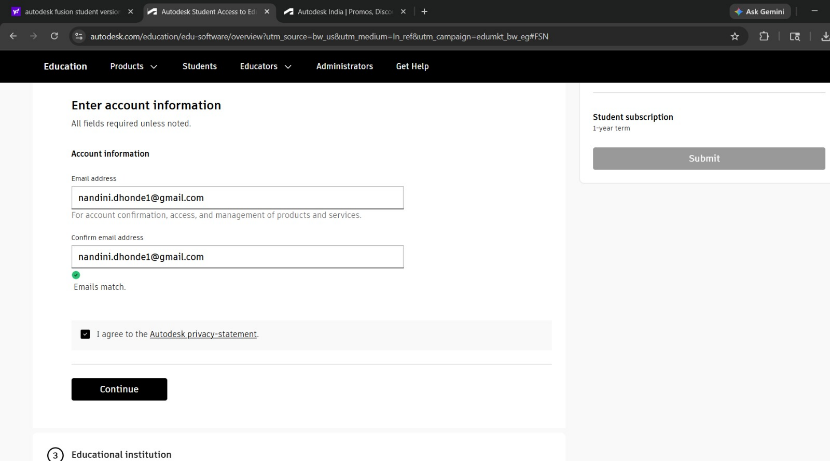 autodesk fusion student version
Autodesk Student Access to Edu
Autodesk India | Promos, Disco
Ask Gemini
autodesk.com/education/edu-software/overview?utm_source=bw_us&utm_medium=ln_ref&utm_campaign=edumkt_bw_eg#FSN
Education
Products
Students
Educators
Administrators
Get Help
Enter account information
All fields required unless noted.
Account information
Email address
nandini.dhonde1@gmail.com
For account confirmation, access, and management of products and services.
Confirm email address
nandini.dhonde1@gmail.com
Emails match.
I agree to the Autodesk privacy-statement.
Continue
3 Educational institution
Student subscription
1-year term
Submit